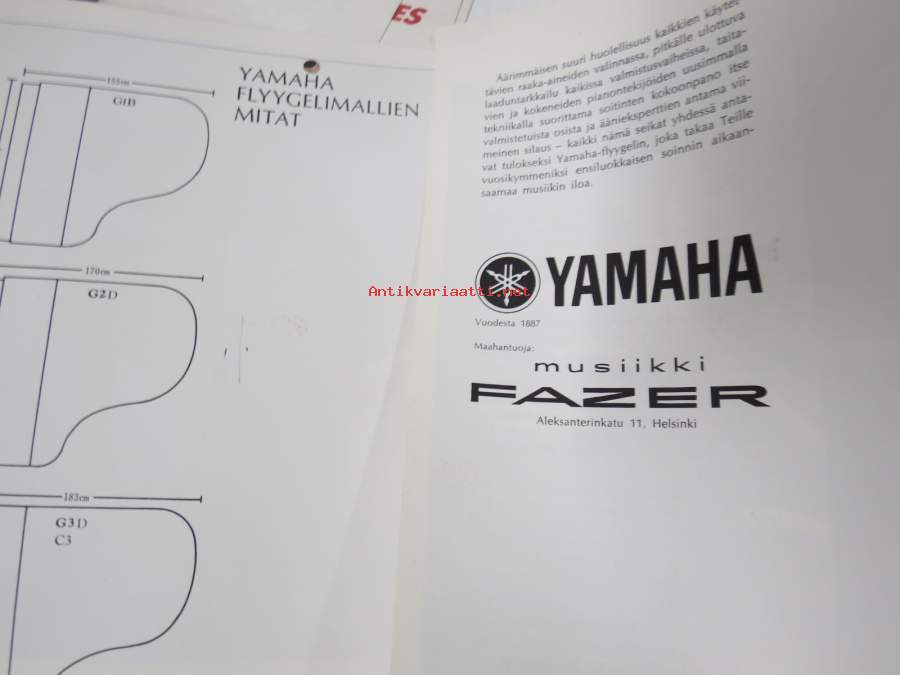 ES
YAMAHA
FLYYGELIMALLIEN
MITAT
155cm
G1B
170cm
G2D
183cm
G3D
C3
Äärimmäisen suuri huolellisuus kaikkien käytet-
tävien raaka-aineiden valinnassa, pitkälle ulottuva
laaduntarkkailu kaikissa valmistusvaiheissa, taita-
vien ja kokeneiden pianontekijöiden uusimmalla
tekniikalla suorittama soitinten kokoonpano itse
valmistetuista osista ja ääniekspertti​en antama vii-
meinen silaus – kaikki nämä seikat yhdessä anta-
vat tulokseksi Yamaha-flyygelin, joka takaa Teille
vuosikymmeniksi ensiluokkaisen soinnin aikaan-
saamaa musiikin iloa.
YAMAHA
Antikvariaatti.net
Vuodesta 1887
Maahantuoja:
musiikki
FAZER
Aleksanterinkatu 11, Helsinki